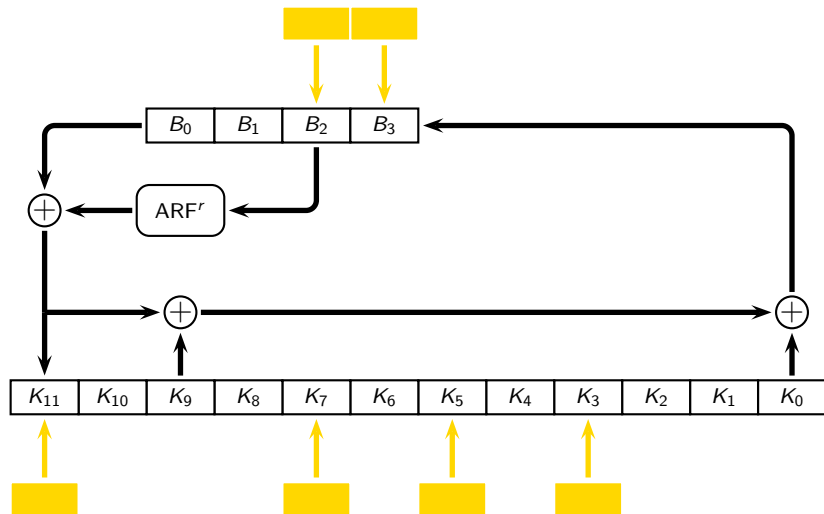 B₀ B₁ B₂ B₃
+ ARFʳ
+ +
K₁₁ K₁₀ K₉ K₈ K₇ K₆ K₅ K₄ K₃ K₂ K₁ K₀